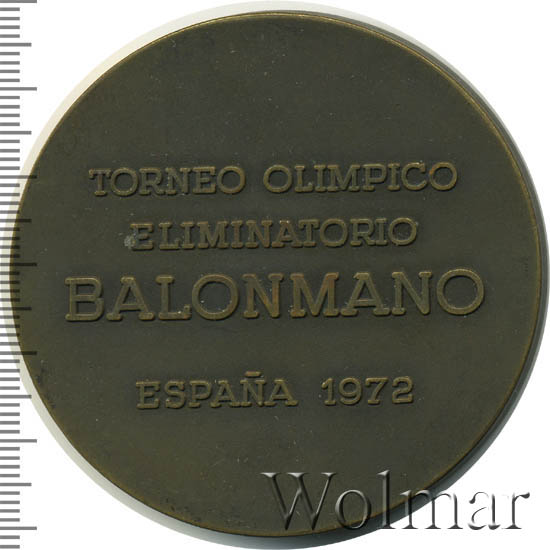 TORNEO OLIMPICO
ELIMINATORIO
BALONMANO
ESPAÑA 1972
Wolmar